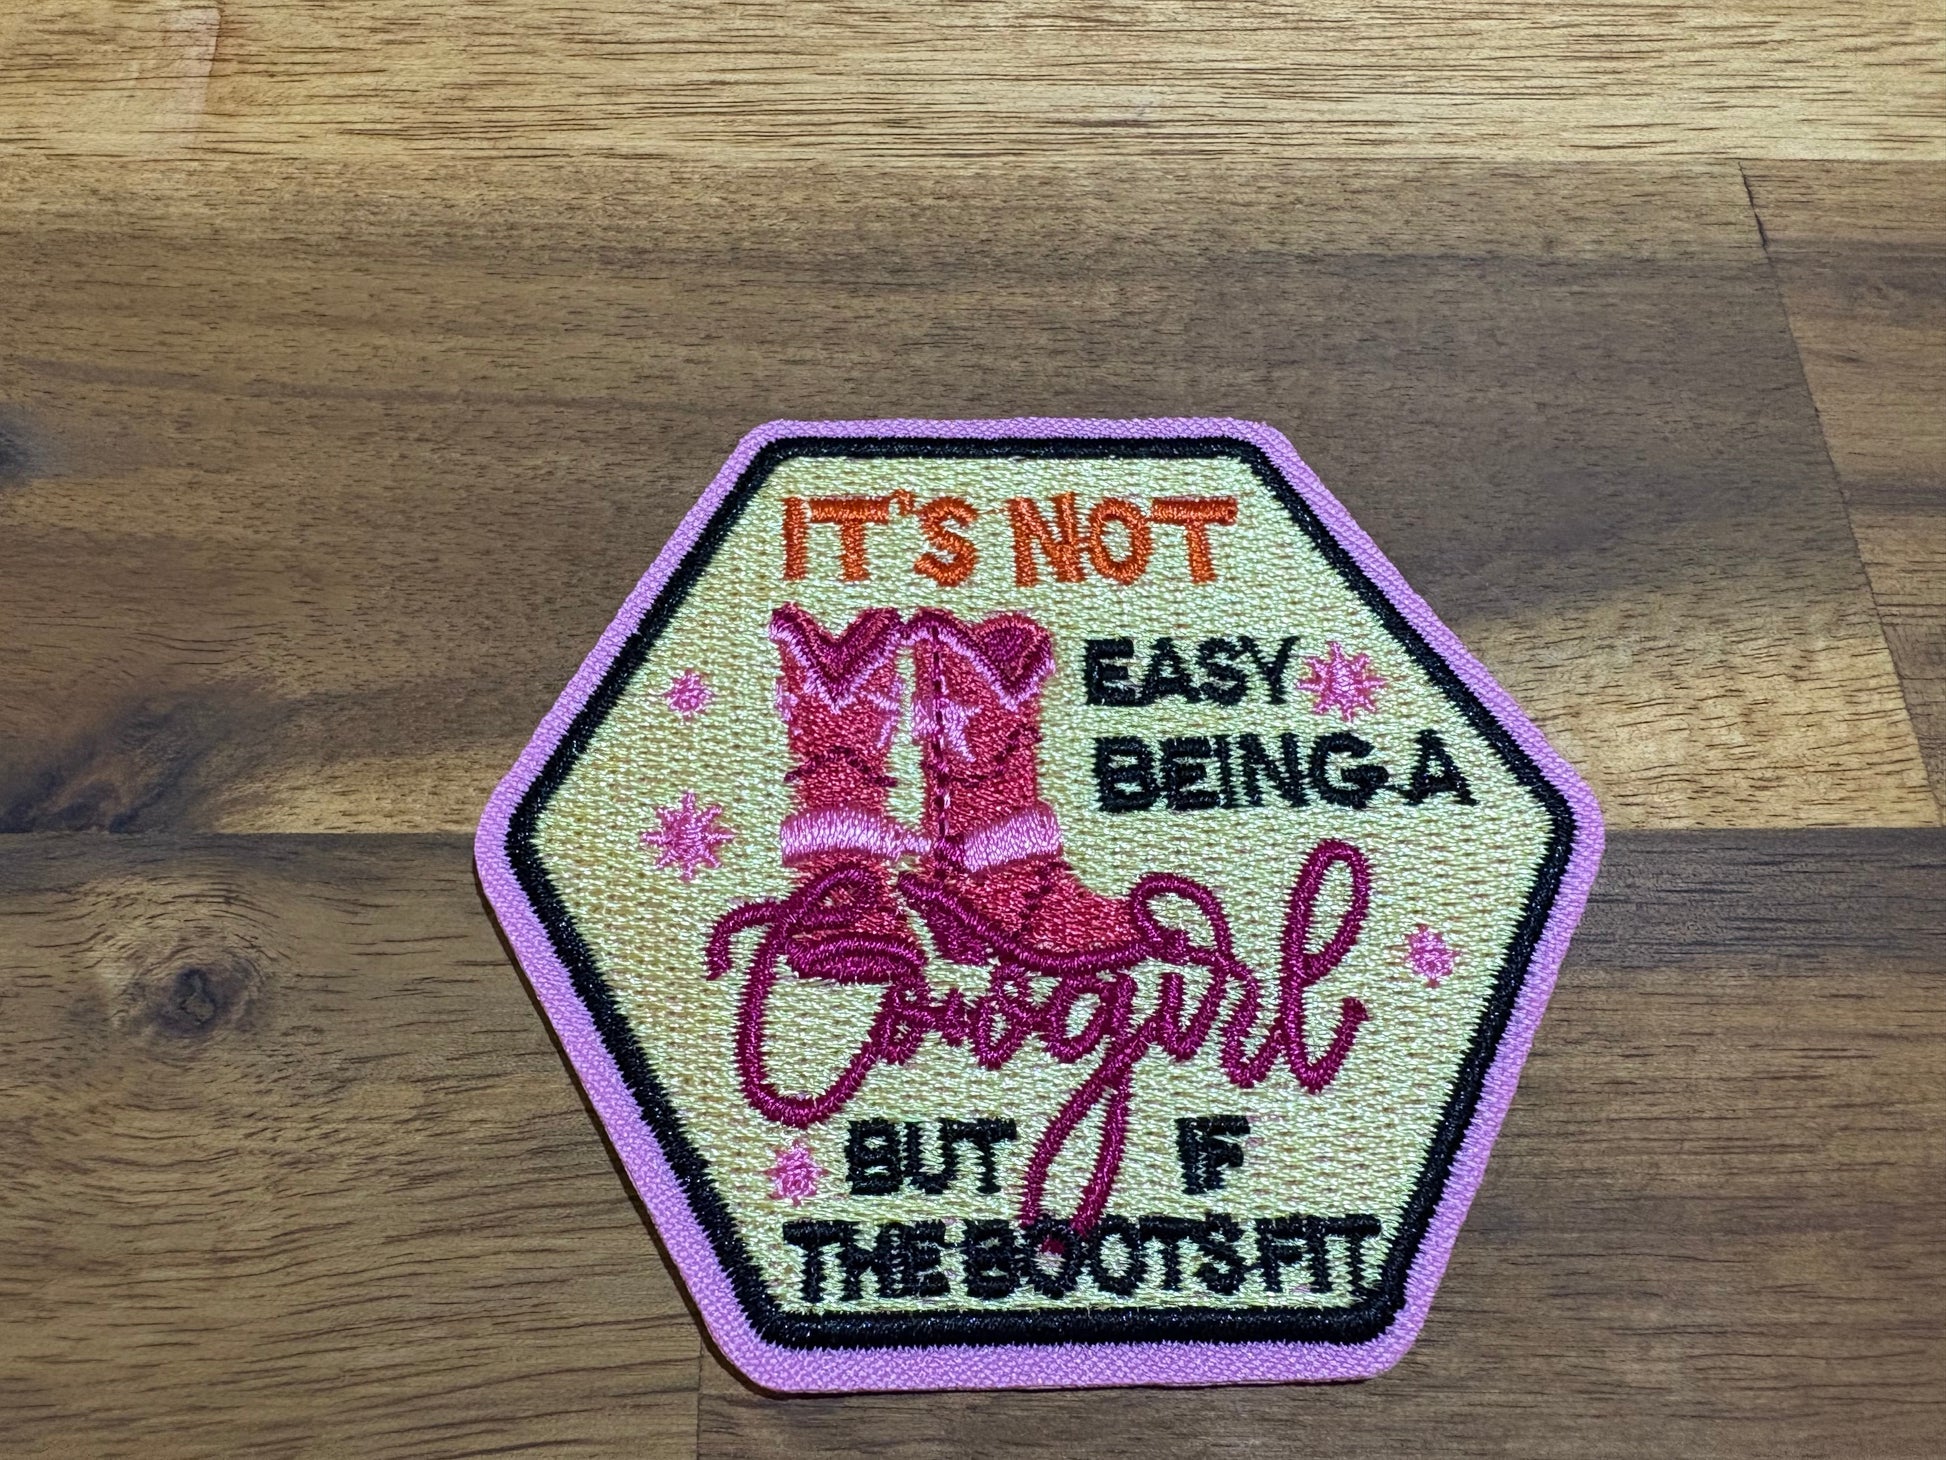 IT'S NOT
EASY
BEING A
Cowgirl
BUT IF
THE BOOTS FIT